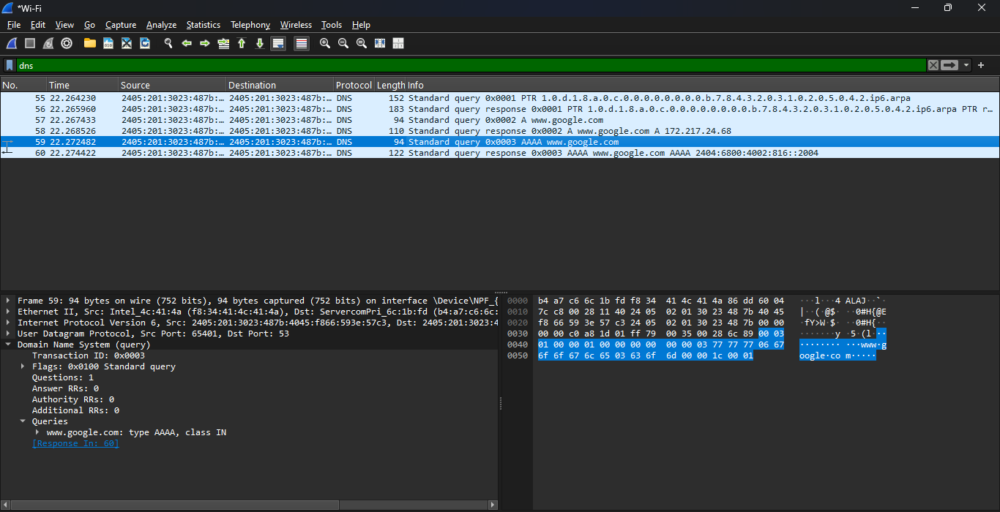 *Wi-Fi
File Edit View Go Capture Analyze Statistics Telephony Wireless Tools Help
dns
No. Time Source Destination Protocol Length Info
55 22.264230 2405:201:3023:487b:… 2405:201:3023:487b:… DNS 152 Standard query 0x0001 PTR 1.0.d.1.8.a.0.c.0.0.0.0.0.0.0.0.b.7.8.4.3.2.0.3.1.0.2.0.5.0.4.2.ip6.arpa
56 22.265960 2405:201:3023:487b:… 2405:201:3023:487b:… DNS 183 Standard query response 0x0001 PTR 1.0.d.1.8.a.0.c.0.0.0.0.0.0.0.0.b.7.8.4.3.2.0.3.1.0.2.0.5.0.4.2.ip6.arpa PTR r…
57 22.267433 2405:201:3023:487b:… 2405:201:3023:487b:… DNS 94 Standard query 0x0002 A www.google.com
58 22.268526 2405:201:3023:487b:… 2405:201:3023:487b:… DNS 110 Standard query response 0x0002 A www.google.com A 172.217.24.68
59 22.272482 2405:201:3023:487b:… 2405:201:3023:487b:… DNS 94 Standard query 0x0003 AAAA www.google.com
60 22.274422 2405:201:3023:487b:… 2405:201:3023:487b:… DNS 122 Standard query response 0x0003 AAAA www.google.com AAAA 2404:6800:4002:816::2004
Frame 59: 94 bytes on wire (752 bits), 94 bytes captured (752 bits) on interface \Device\NPF_{
Ethernet II, Src: Intel_4c:41:4a (f8:34:41:4c:41:4a), Dst: ServercomPri_6c:1b:fd (b4:a7:c6:6c:
Internet Protocol Version 6, Src: 2405:201:3023:487b:4045:f866:593e:57c3, Dst: 2405:201:3023:4
User Datagram Protocol, Src Port: 65401, Dst Port: 53
Domain Name System (query)
Transaction ID: 0x0003
Flags: 0x0100 Standard query
Questions: 1
Answer RRs: 0
Authority RRs: 0
Additional RRs: 0
Queries
www.google.com: type AAAA, class IN
[Response In: 60]
0000 b4 a7 c6 6c 1b fd f8 34 41 4c 41 4a 86 dd 60 04 ···l···4 ALAJ··`·
0010 7c c8 00 28 11 40 24 05 02 01 30 23 48 7b 40 45 |··(·@$· ··0#H{@E
0020 f8 66 59 3e 57 c3 24 05 02 01 30 23 48 7b 00 00 ·fY>W·$· ··0#H{··
0030 00 00 c0 a8 1d 01 ff 79 00 35 00 28 6c 89 00 03 ·······y ·5·(l···
0040 01 00 00 01 00 00 00 00 00 00 03 77 77 77 06 67 ········ ···www·g
0050 6f 6f 67 6c 65 03 63 6f 6d 00 00 1c 00 01 oogle·co m·····